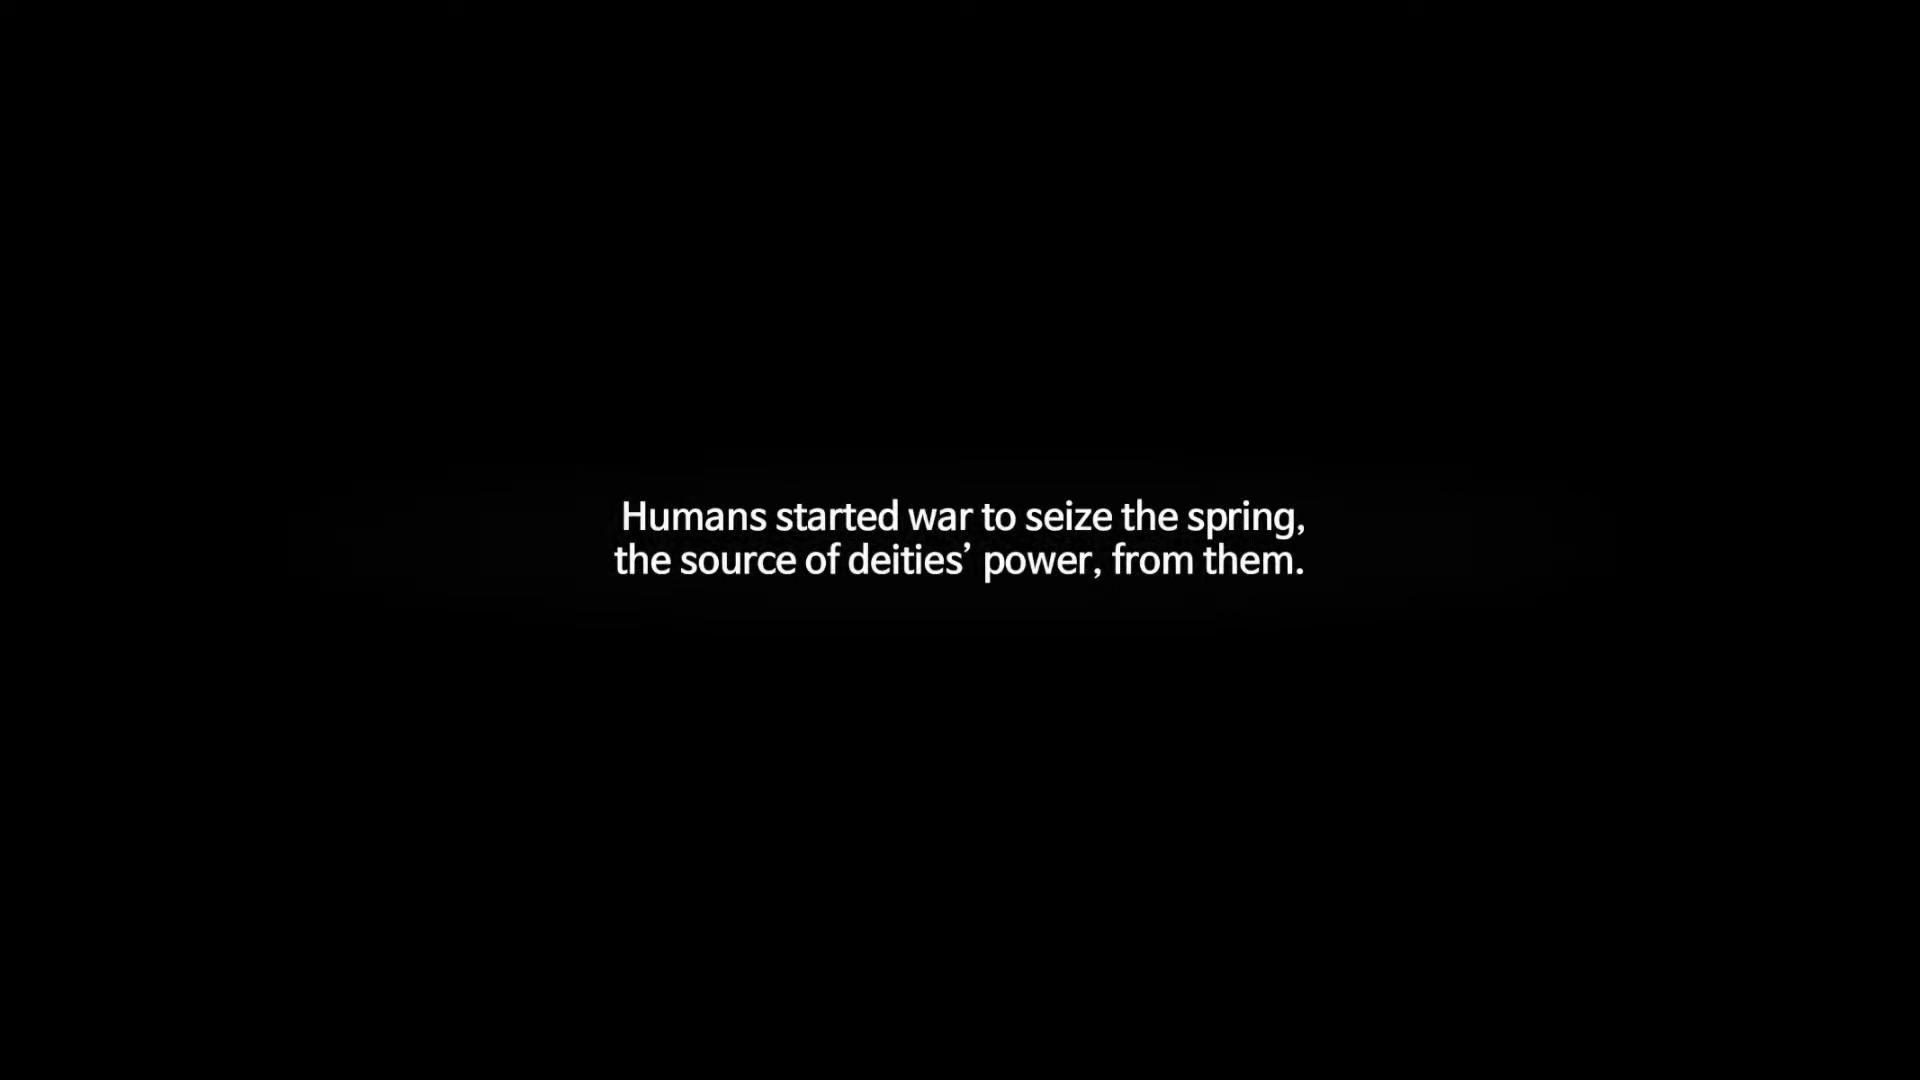 Humans started war to seize the spring,
the source of deities’ power, from them.